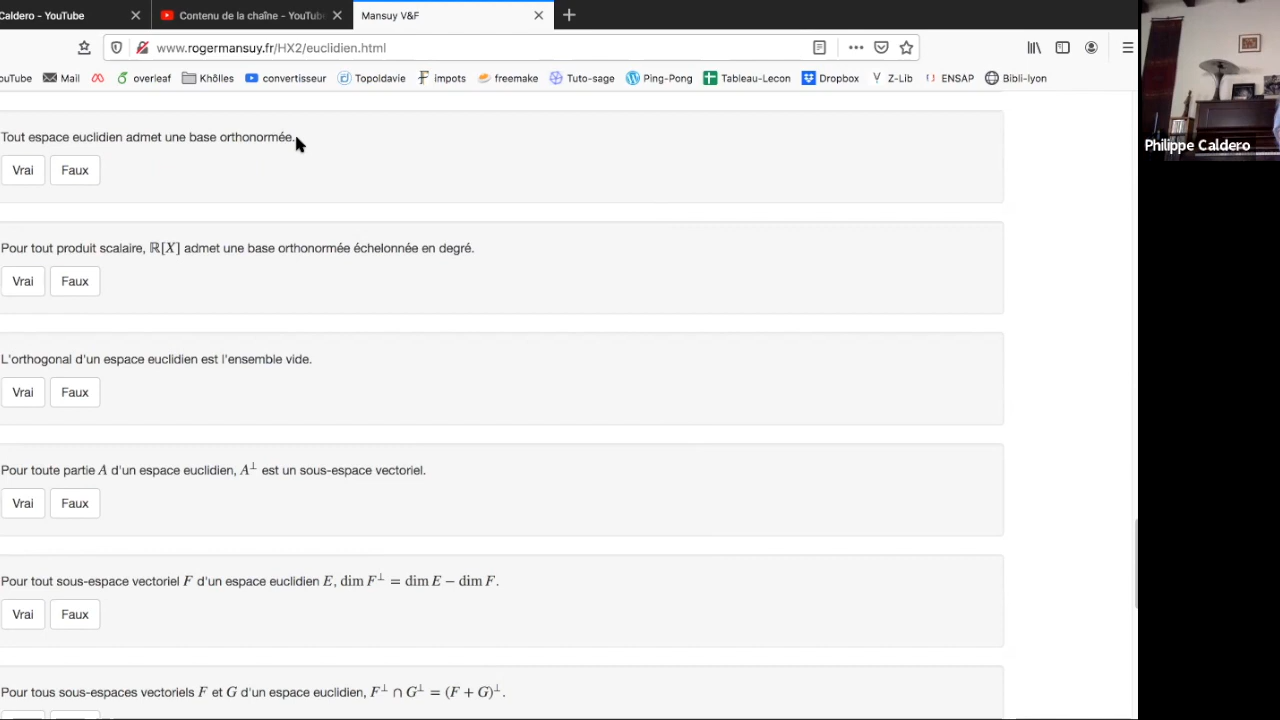 Caldero - YouTube
Contenu de la chaîne - YouTube
Mansuy V&F
www.rogermansuy.fr/HX2/euclidien.html
ouTube Mail overleaf Khôlles convertisseur Topoldavie impots freemake Tuto-sage Ping-Pong Tableau-Lecon Dropbox Z-Lib ENSAP Bibli-lyon
Philippe Caldero
Tout espace euclidien admet une base orthonormée.
Vrai Faux
Pour tout produit scalaire, ℝ[X] admet une base orthonormée échelonnée en degré.
Vrai Faux
L'orthogonal d'un espace euclidien est l'ensemble vide.
Vrai Faux
Pour toute partie A d'un espace euclidien, A⊥ est un sous-espace vectoriel.
Vrai Faux
Pour tout sous-espace vectoriel F d'un espace euclidien E, dim F⊥ = dim E − dim F.
Vrai Faux
Pour tous sous-espaces vectoriels F et G d'un espace euclidien, F⊥ ∩ G⊥ = (F + G)⊥.